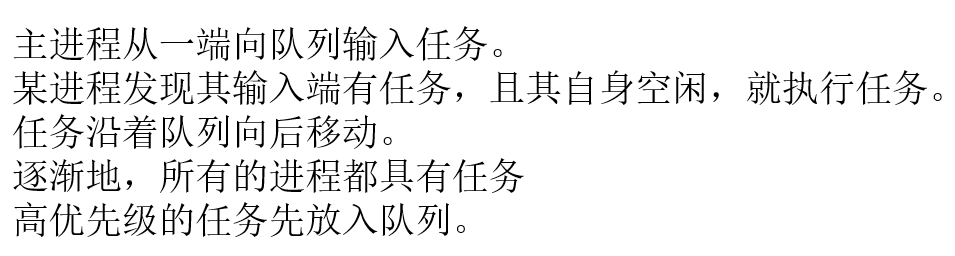 主进程从一端向队列输入任务。
某进程发现其输入端有任务，且其自身空闲，就执行任务。
任务沿着队列向后移动。
逐渐地，所有的进程都具有任务
高优先级的任务先放入队列。